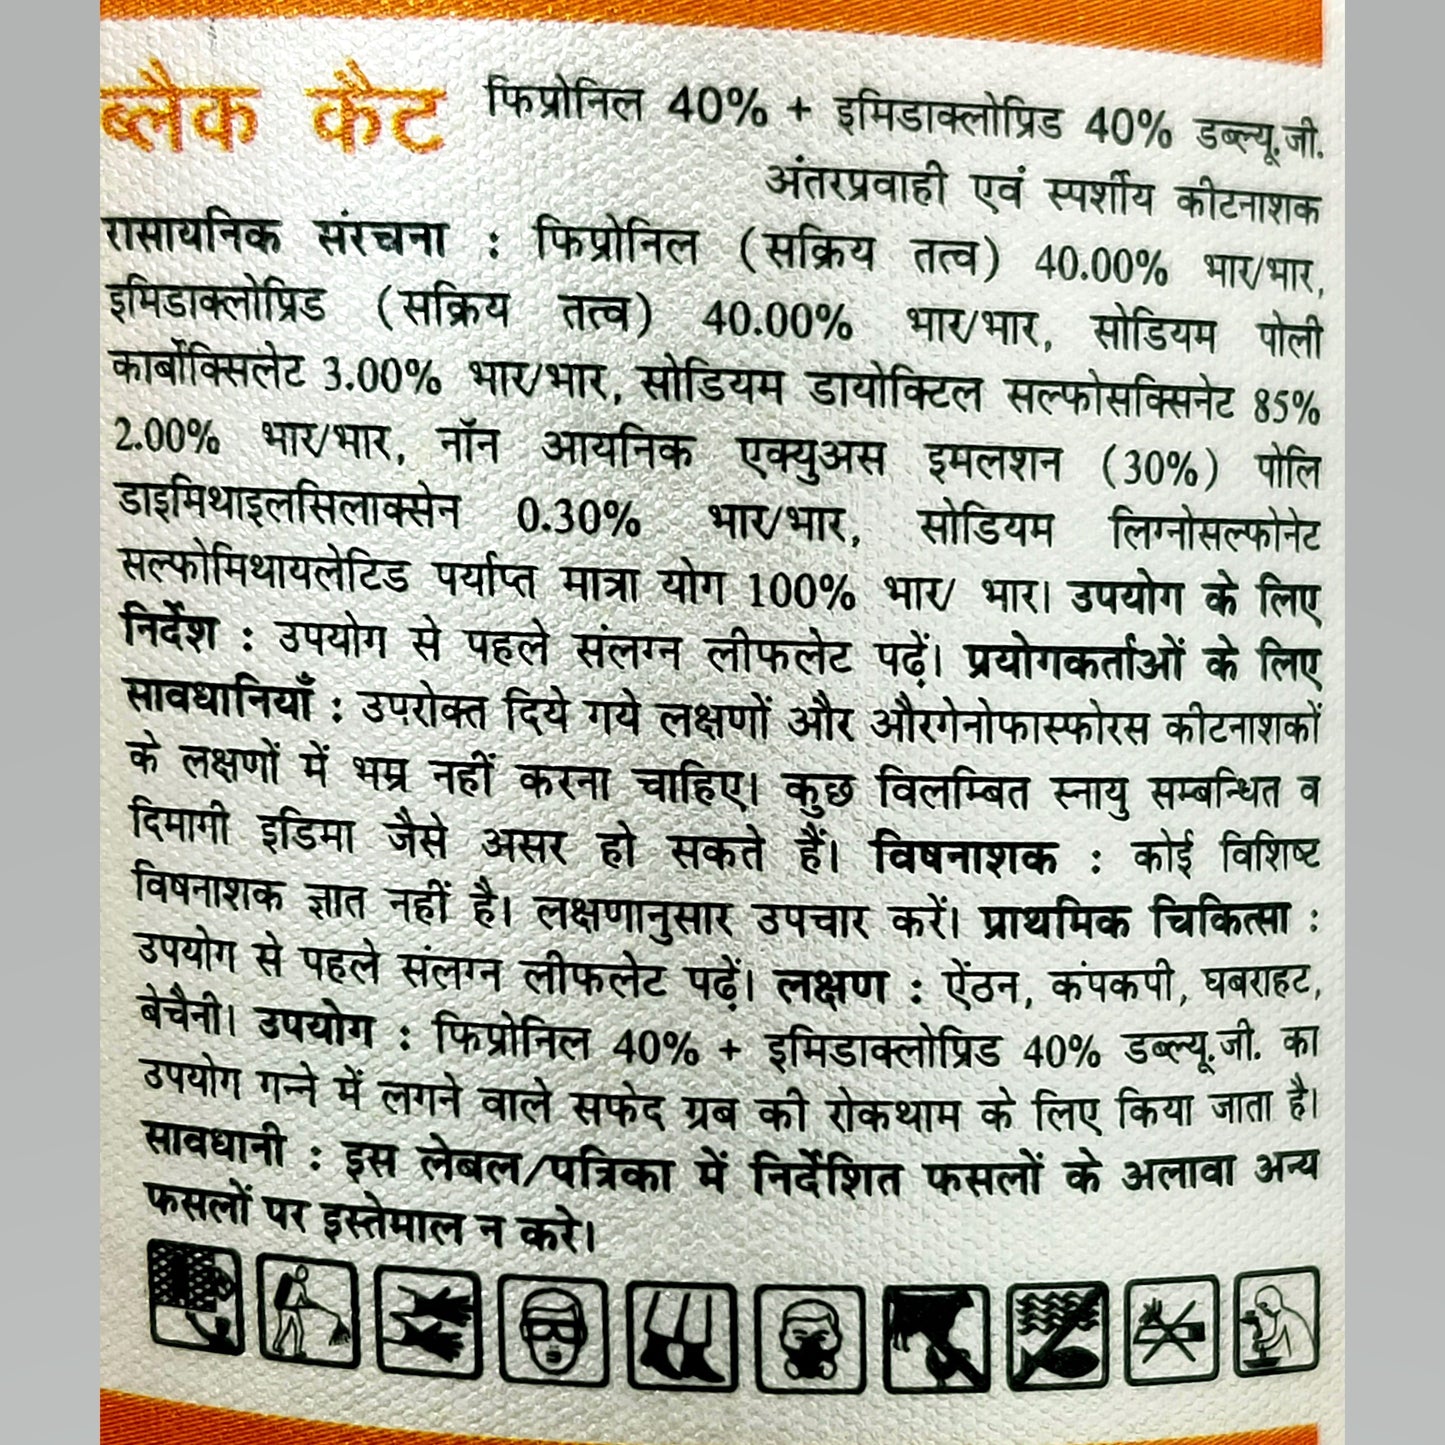 ब्लैक कैट फिप्रोनिल 40% + इमिडाक्लोप्रिड 40% डब्ल्यू.जी.
अंतरप्रवाही एवं स्पर्शीय कीटनाशक
रासायनिक संरचना : फिप्रोनिल (सक्रिय तत्व) 40.00% भार/भार,
इमिडाक्लोप्रिड (सक्रिय तत्व) 40.00% भार/भार, सोडियम पोली
कार्बोक्सिलेट 3.00% भार/भार, सोडियम डायोक्टिल सल्फोसक्सिनेट 85%
2.00% भार/भार, नॉन आयनिक एक्युअस इमलशन (30%) पोलि
डाइमिथाइलसिलाक्सेन 0.30% भार/भार, सोडियम लिग्नोसल्फोनेट
सल्फोमिथायलेटिड पर्याप्त मात्रा योग 100% भार/ भार। उपयोग के लिए
निर्देश : उपयोग से पहले संलग्न लीफलेट पढ़ें। प्रयोगकर्ताओं के लिए
सावधानियाँ : उपरोक्त दिये गये लक्षणों और औरगेनोफास्फोरस कीटनाशकों
के लक्षणों में भम्र नहीं करना चाहिए। कुछ विलम्बित स्नायु सम्बन्धित व
दिमागी इडिमा जैसे असर हो सकते हैं। विषनाशक : कोई विशिष्ट
विषनाशक ज्ञात नहीं है। लक्षणानुसार उपचार करें। प्राथमिक चिकित्सा :
उपयोग से पहले संलग्न लीफलेट पढ़ें। लक्षण : ऐंठन, कंपकपी, घबराहट,
बेचैनी। उपयोग : फिप्रोनिल 40% + इमिडाक्लोप्रिड 40% डब्ल्यू.जी. का
उपयोग गन्ने में लगने वाले सफेद ग्रब की रोकथाम के लिए किया जाता है।
सावधानी : इस लेबल/पत्रिका में निर्देशित फसलों के अलावा अन्य
फसलों पर इस्तेमाल न करे।